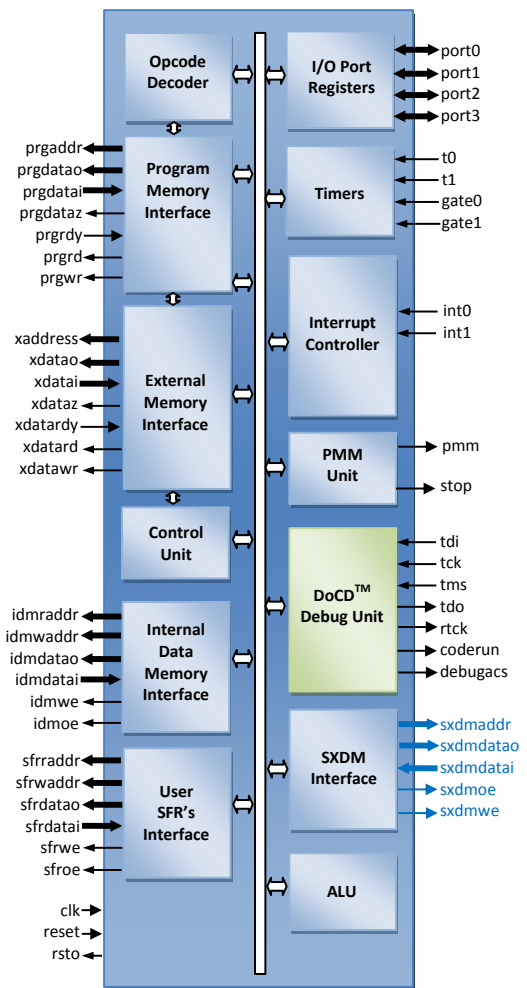 Opcode
Decoder
prgaddr
prgdatao
prgdatai
prgdataz
prgrdy
prgrd
prgwr
Program
Memory
Interface
xaddress
xdatao
xdatai
xdataz
xdatardy
xdatard
xdatawr
External
Memory
Interface
Control
Unit
idmraddr
idmwaddr
idmdatao
idmdatai
idmwe
idmoe
Internal
Data
Memory
Interface
sfrraddr
sfrwaddr
sfrdatao
sfrdatai
sfrwe
sfroe
User
SFR's
Interface
clk
reset
rsto
I/O Port
Registers
port0
port1
port2
port3
Timers
t0
t1
gate0
gate1
Interrupt
Controller
int0
int1
PMM
Unit
pmm
stop
DoCD™
Debug Unit
tdi
tck
tms
tdo
rtck
coderun
debugacs
SXDM
Interface
sxdmaddr
sxdmdatao
sxdmdatai
sxdmoe
sxdmwe
ALU